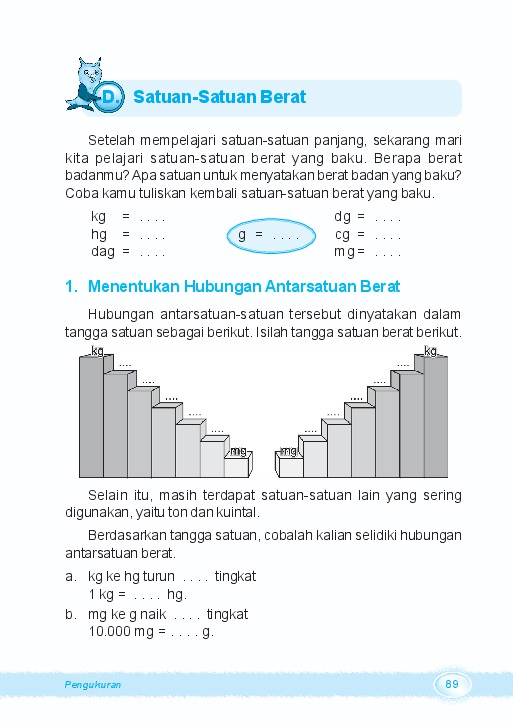 D. Satuan-Satuan Berat
Setelah mempelajari satuan-satuan panjang, sekarang mari
kita pelajari satuan-satuan berat yang baku. Berapa berat
badanmu? Apa satuan untuk menyatakan berat badan yang baku?
Coba kamu tuliskan kembali satuan-satuan berat yang baku.
kg = . . . .
hg = . . . .
dag = . . . .
g = . . . .
dg = . . . .
cg = . . . .
mg = . . . .
1. Menentukan Hubungan Antarsatuan Berat
Hubungan antarsatuan-satuan tersebut dinyatakan dalam
tangga satuan sebagai berikut. Isilah tangga satuan berat berikut.
kg
....
....
....
....
....
mg
kg
....
....
....
....
....
mg
Selain itu, masih terdapat satuan-satuan lain yang sering
digunakan, yaitu ton dan kuintal.
Berdasarkan tangga satuan, cobalah kalian selidiki hubungan
antarsatuan berat.
a. kg ke hg turun . . . . tingkat
1 kg = . . . . hg.
b. mg ke g naik . . . . tingkat
10.000 mg = . . . . g.
Pengukuran
89